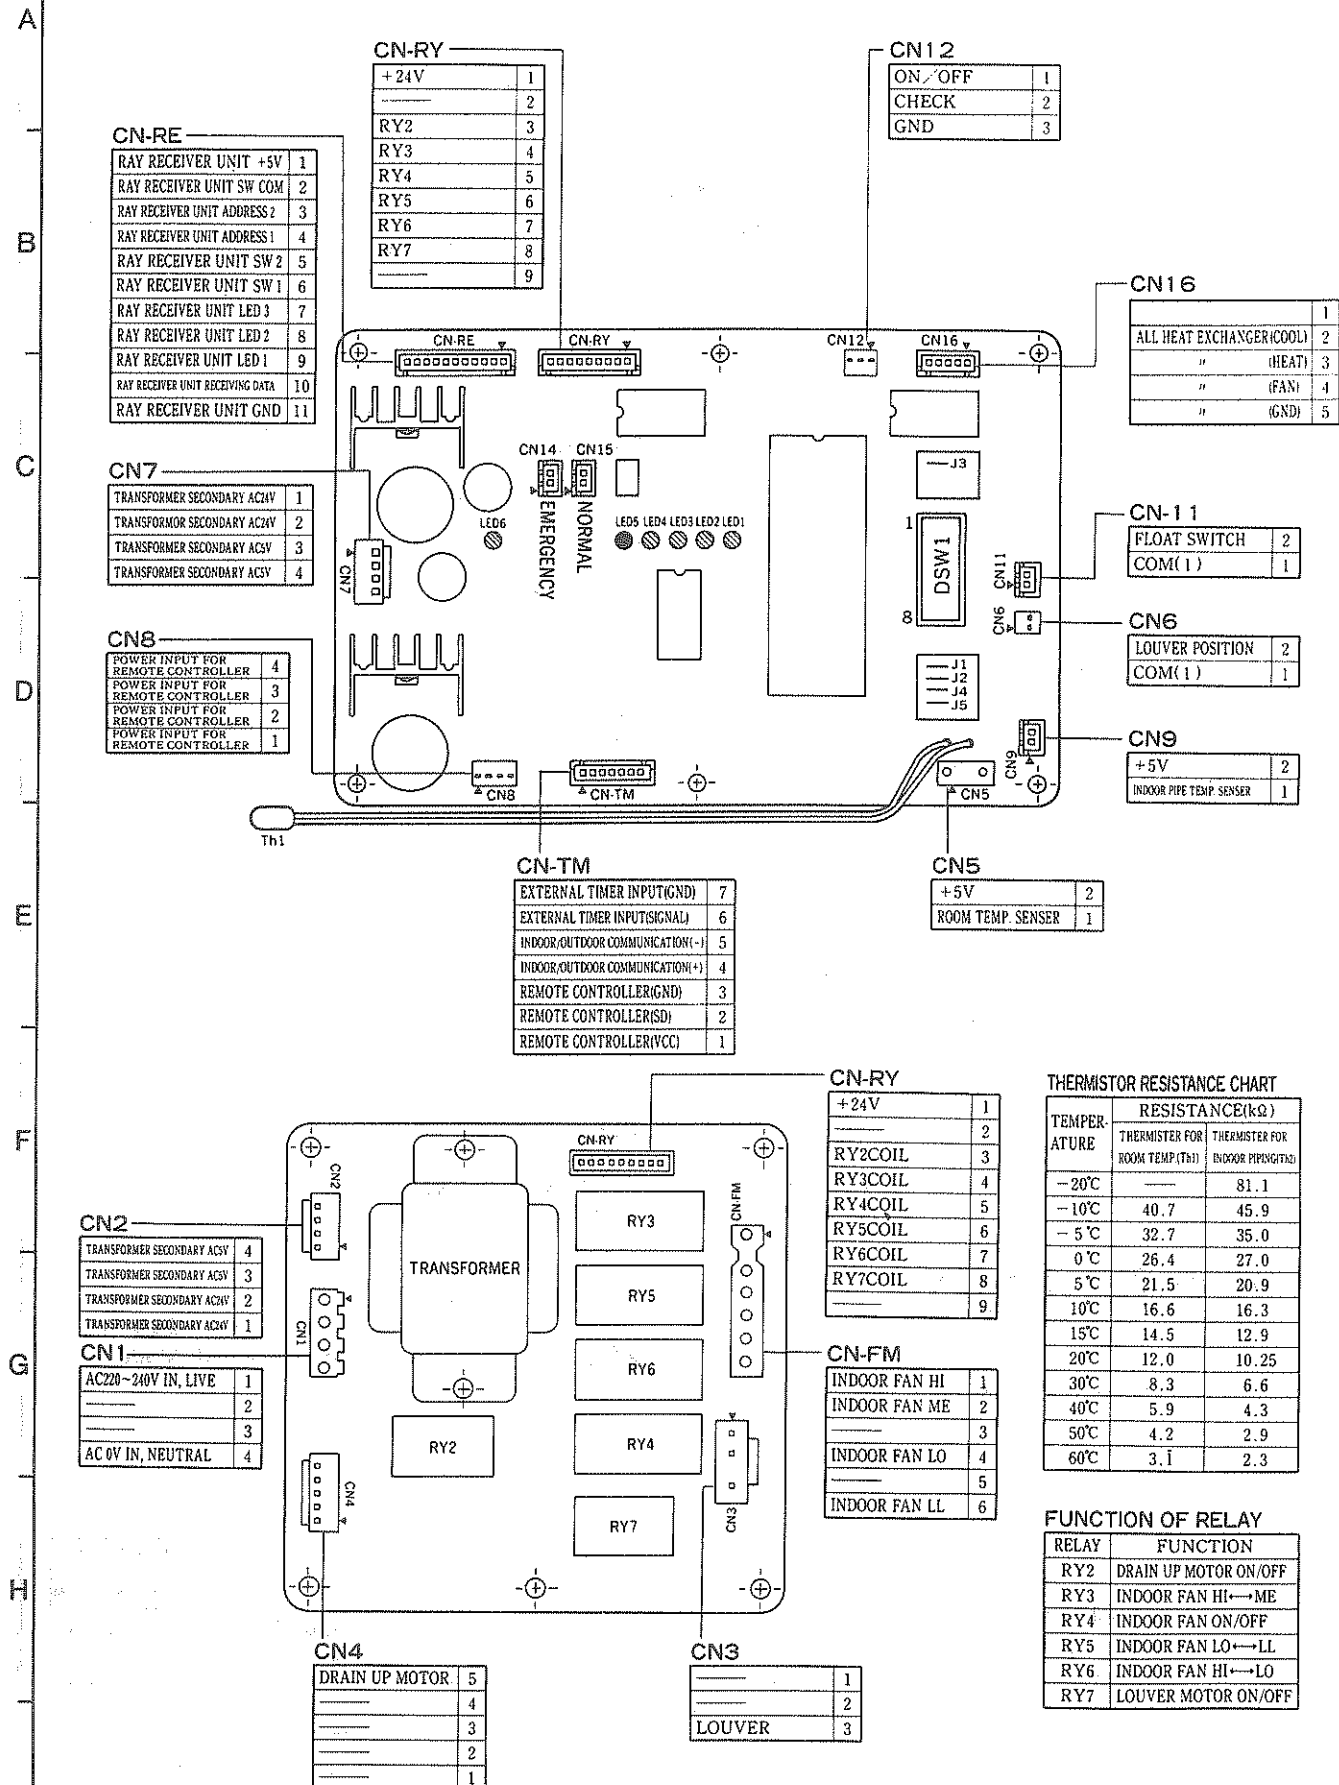 A
CN-RY
+24V 1
2
RY2 3
RY3 4
RY4 5
RY5 6
RY6 7
RY7 8
9
CN12
ON/OFF 1
CHECK 2
GND 3
CN-RE
RAY RECEIVER UNIT +5V 1
RAY RECEIVER UNIT SW COM 2
RAY RECEIVER UNIT ADDRESS 2 3
RAY RECEIVER UNIT ADDRESS 1 4
RAY RECEIVER UNIT SW 2 5
RAY RECEIVER UNIT SW 1 6
RAY RECEIVER UNIT LED 3 7
RAY RECEIVER UNIT LED 2 8
RAY RECEIVER UNIT LED 1 9
RAY RECEIVER UNIT RECEIVING DATA 10
RAY RECEIVER UNIT GND 11
B
CN16
1
ALL HEAT EXCHANGER(COOL) 2
" (HEAT) 3
" (FAN) 4
" (GND) 5
CN-RE
CN-RY
CN12
CN16
C
CN7
TRANSFORMER SECONDARY AC24V 1
TRANSFORMOR SECONDARY AC24V 2
TRANSFORMER SECONDARY AC5V 3
TRANSFORMER SECONDARY AC5V 4
CN14
CN15
EMERGENCY
NORMAL
LED6
LED5 LED4 LED3 LED2 LED1
J3
1
DSW1
8
CN7
CN11
CN6
CN-11
FLOAT SWITCH 2
COM(1) 1
CN6
LOUVER POSITION 2
COM(1) 1
D
CN8
POWER INPUT FOR
REMOTE CONTROLLER 4
POWER INPUT FOR
REMOTE CONTROLLER 3
POWER INPUT FOR
REMOTE CONTROLLER 2
POWER INPUT FOR
REMOTE CONTROLLER 1
J1
J2
J4
J5
CN9
CN8
CN-TM
CN5
CN9
+5V 2
INDOOR PIPE TEMP. SENSER 1
Th1
CN-TM
EXTERNAL TIMER INPUT(GND) 7
EXTERNAL TIMER INPUT(SIGNAL) 6
INDOOR/OUTDOOR COMMUNICATION(-) 5
INDOOR/OUTDOOR COMMUNICATION(+) 4
REMOTE CONTROLLER(GND) 3
REMOTE CONTROLLER(SD) 2
REMOTE CONTROLLER(VCC) 1
CN5
+5V 2
ROOM TEMP. SENSER 1
E
F
CN-RY
+24V 1
2
RY2COIL 3
RY3COIL 4
RY4COIL 5
RY5COIL 6
RY6COIL 7
RY7COIL 8
9
THERMISTOR RESISTANCE CHART
TEMPER-
ATURE
RESISTANCE(kΩ)
THERMISTER FOR
ROOM TEMP.(Th1)
THERMISTER FOR
INDOOR PIPING(Th2)
-20℃ 81.1
-10℃ 40.7 45.9
-5℃ 32.7 35.0
0℃ 26.4 27.0
5℃ 21.5 20.9
10℃ 16.6 16.3
15℃ 14.5 12.9
20℃ 12.0 10.25
30℃ 8.3 6.6
40℃ 5.9 4.3
50℃ 4.2 2.9
60℃ 3.1 2.3
CN-RY
CN2
CN-FM
RY3
TRANSFORMER
RY5
RY6
RY4
RY2
RY7
CN1
CN4
CN3
CN2
TRANSFORMER SECONDARY AC5V 4
TRANSFORMER SECONDARY AC5V 3
TRANSFORMER SECONDARY AC24V 2
TRANSFORMER SECONDARY AC24V 1
G
CN1
AC220~240V IN, LIVE 1
2
3
AC 0V IN, NEUTRAL 4
CN-FM
INDOOR FAN HI 1
INDOOR FAN ME 2
3
INDOOR FAN LO 4
5
INDOOR FAN LL 6
H
FUNCTION OF RELAY
RELAY FUNCTION
RY2 DRAIN UP MOTOR ON/OFF
RY3 INDOOR FAN HI↔ME
RY4 INDOOR FAN ON/OFF
RY5 INDOOR FAN LO↔LL
RY6 INDOOR FAN HI↔LO
RY7 LOUVER MOTOR ON/OFF
CN4
DRAIN UP MOTOR 5
4
3
2
1
CN3
1
2
LOUVER 3